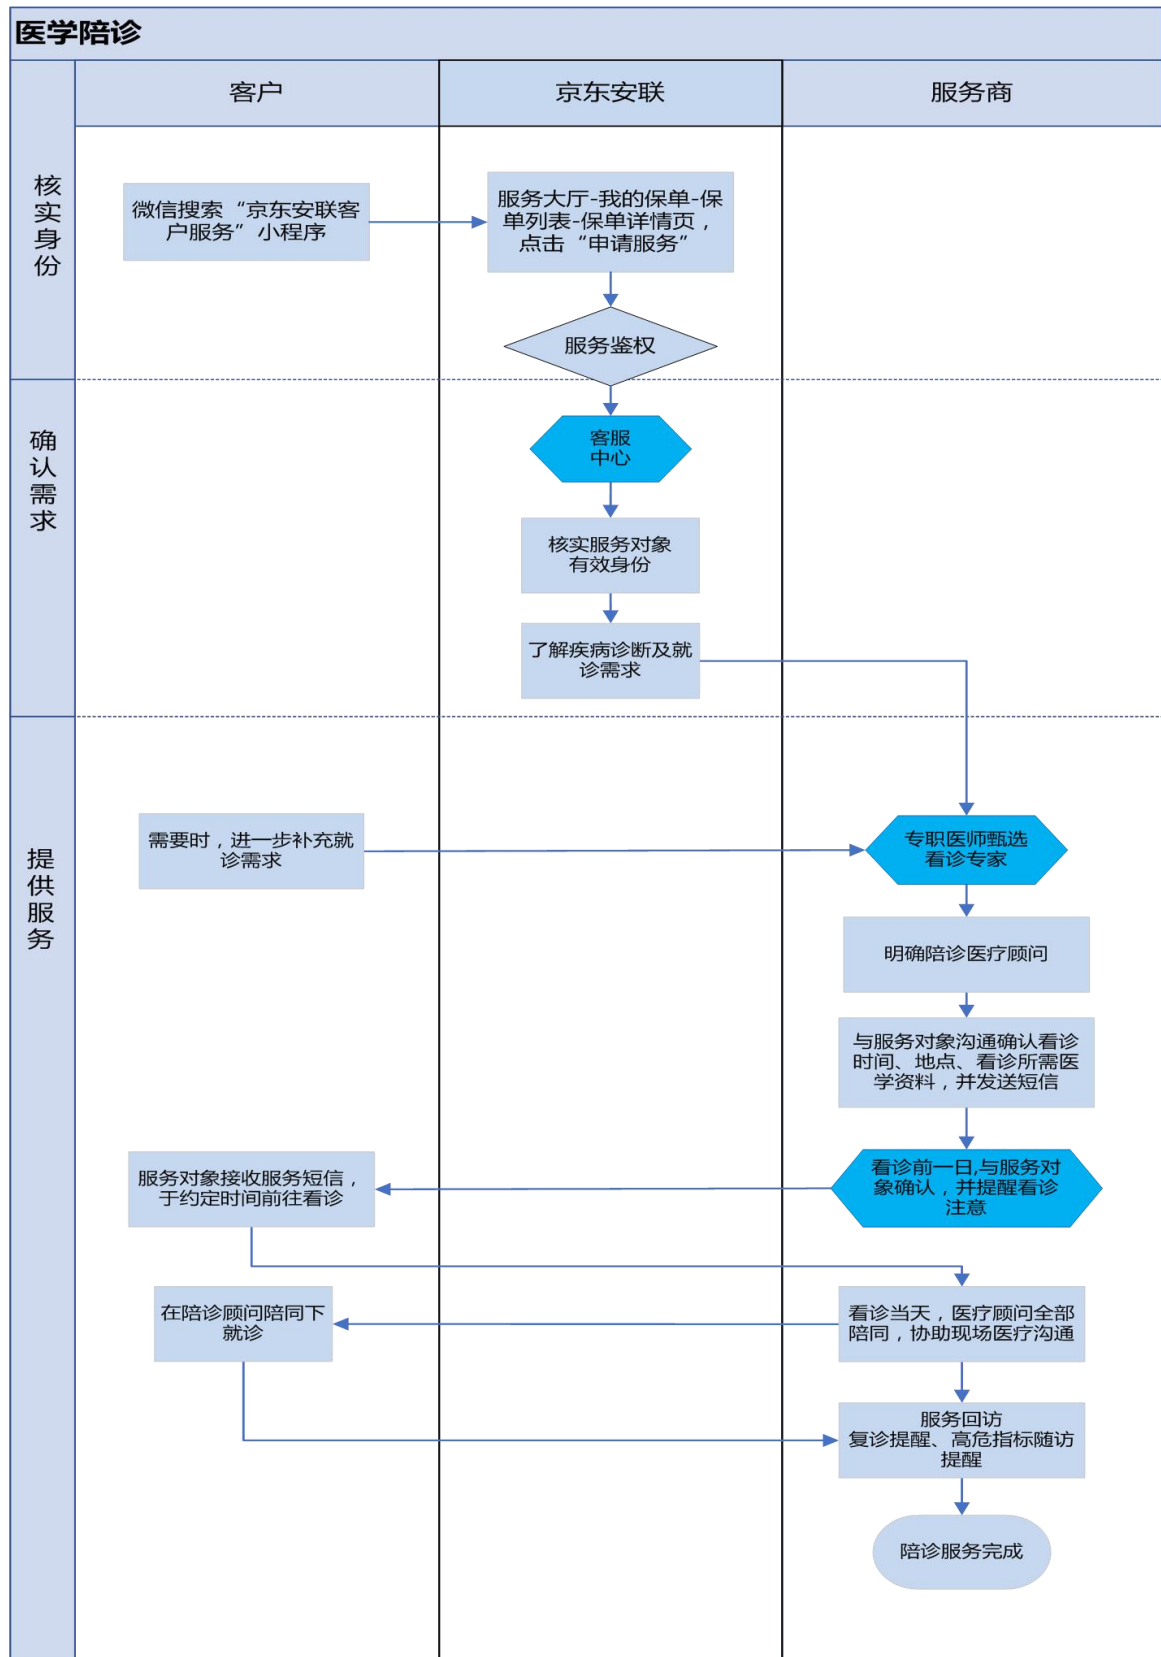 医学陪诊
客户
京东安联
服务商
核
实
身
份
微信搜索“京东安联客
户服务”小程序
服务大厅-我的保单-保
单列表-保单详情页，
点击“申请服务”
服务鉴权
确
认
需
求
客服
中心
核实服务对象
有效身份
了解疾病诊断及就
诊需求
提
供
服
务
需要时，进一步补充就
诊需求
专职医师甄选
看诊专家
明确陪诊医疗顾问
与服务对象沟通确认看诊
时间、地点、看诊所需医
学资料，并发送短信
看诊前一日,与服务对
象确认，并提醒看诊
注意
服务对象接收服务短信，
于约定时间前往看诊
看诊当天，医疗顾问全部
陪同，协助现场医疗沟通
在陪诊顾问陪同下
就诊
服务回访
复诊提醒、高危指标随访
提醒
陪诊服务完成